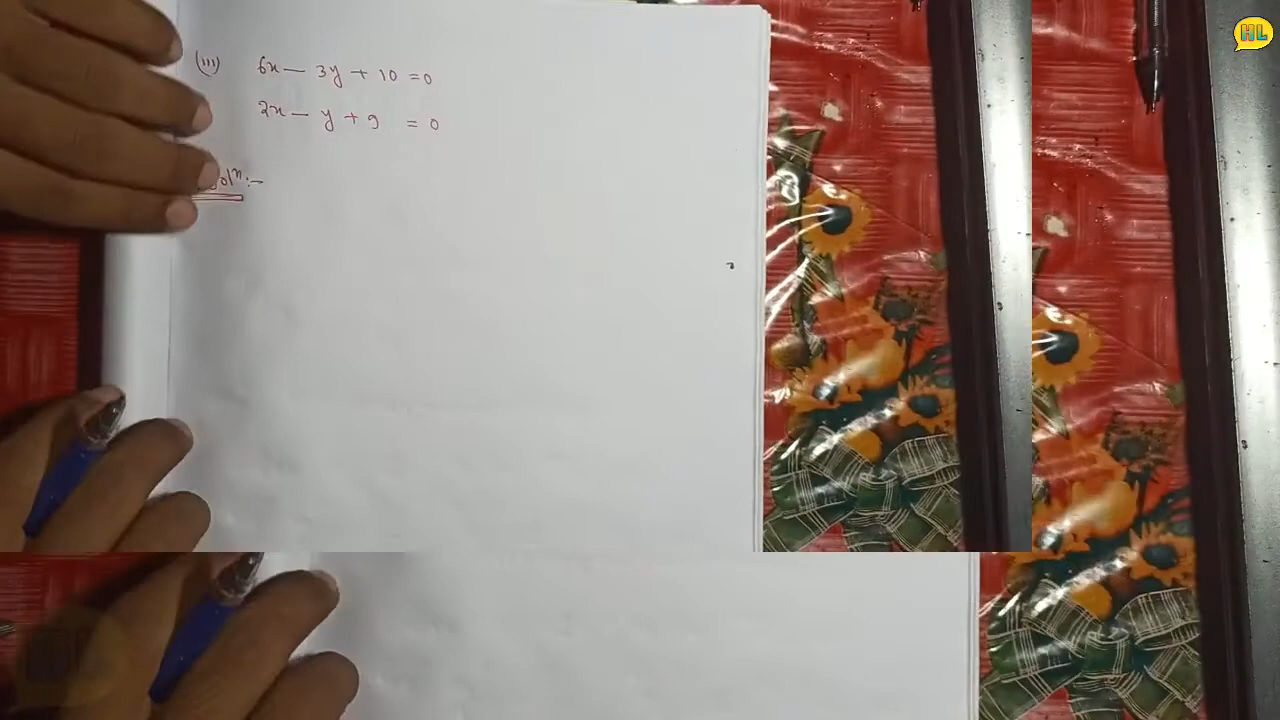 (iii) 6x - 3y + 10 = 0
2x - y + 9 = 0
Solⁿ:-
HL